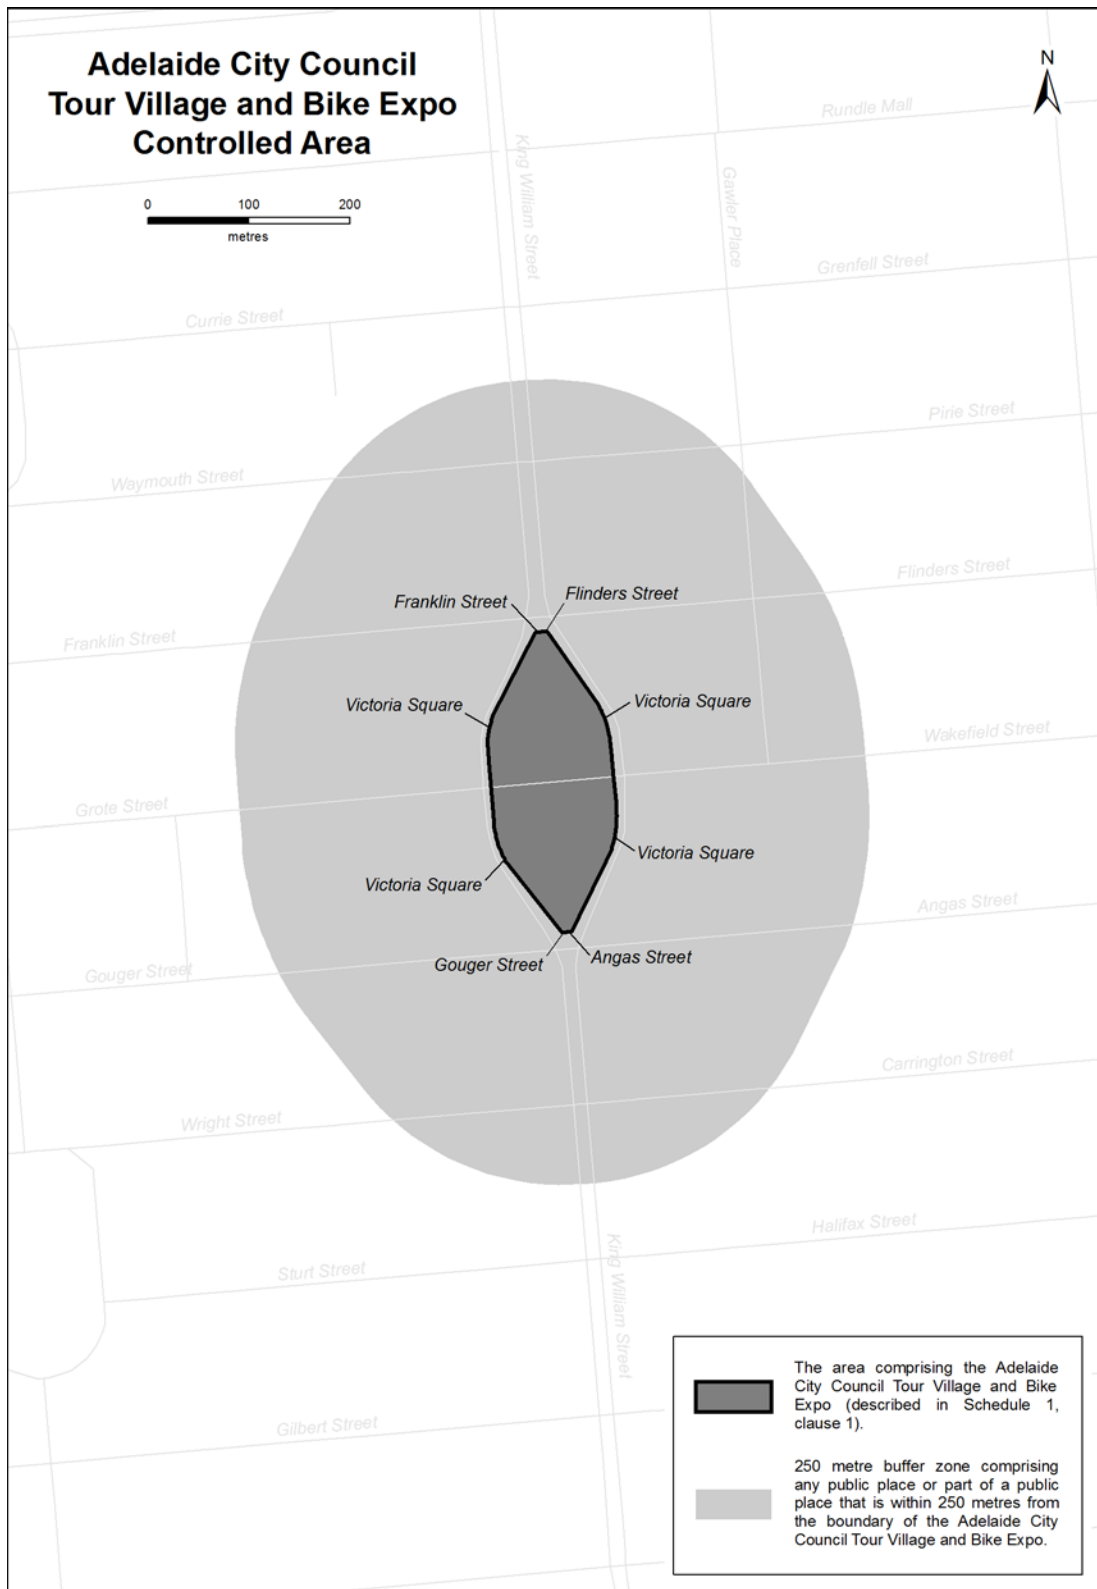 Adelaide City Council
Tour Village and Bike Expo
Controlled Area
0 100 200
metres
N
Rundle Mall
King William Street
Gawler Place
Grenfell Street
Currie Street
Pirie Street
Waymouth Street
Flinders Street
Franklin Street
Flinders Street
Franklin Street
Victoria Square
Victoria Square
Wakefield Street
Grote Street
Victoria Square
Victoria Square
Angas Street
Gouger Street
Angas Street
Gouger Street
Carrington Street
Wright Street
Halifax Street
King William Street
Sturt Street
Gilbert Street
The area comprising the Adelaide
City Council Tour Village and Bike
Expo (described in Schedule 1,
clause 1).
250 metre buffer zone comprising
any public place or part of a public
place that is within 250 metres from
the boundary of the Adelaide City
Council Tour Village and Bike Expo.